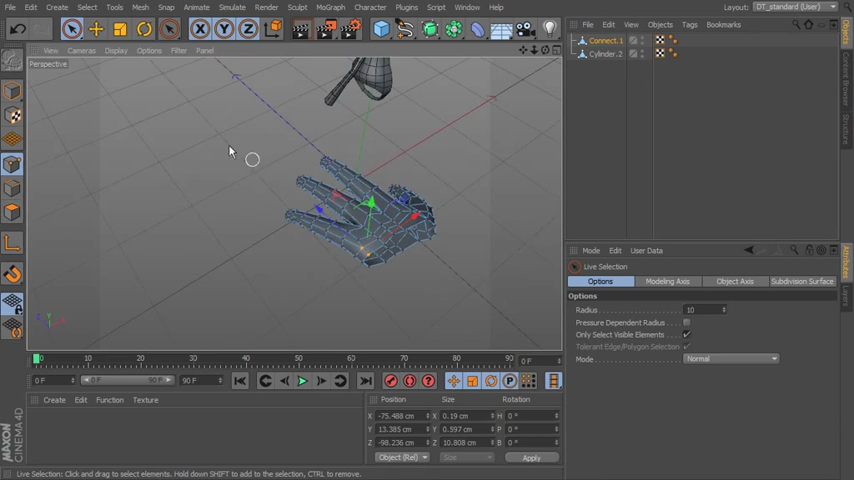 File Edit Create Select Tools Mesh Snap Animate Simulate Render Sculpt MoGraph Character Plugins Script Window Help Layout: DT_standard (User)
File Edit View Objects Tags Bookmarks
View Cameras Display Options Filter Panel
Perspective
Connect.1
Cylinder.2
Objects
Content Browser
Structure
Mode Edit User Data
Live Selection
Options Modeling Axis Object Axis Subdivision Surface
Options
Radius 10
Pressure Dependent Radius
Only Select Visible Elements
Tolerant Edge/Polygon Selection
Mode Normal
Attributes
Layers
0 10 20 30 40 50 60 70 80 90 0 F
0 F 0 F 90 F 90 F
Create Edit Function Texture
Position Size Rotation
X -75.488 cm X 0.19 cm H 0 °
Y 13.385 cm Y 0.597 cm P 0 °
Z -98.236 cm Z 10.808 cm B 0 °
Object (Rel) Size Apply
MAXON CINEMA4D
Live Selection: Click and drag to select elements. Hold down SHIFT to add to the selection, CTRL to remove.